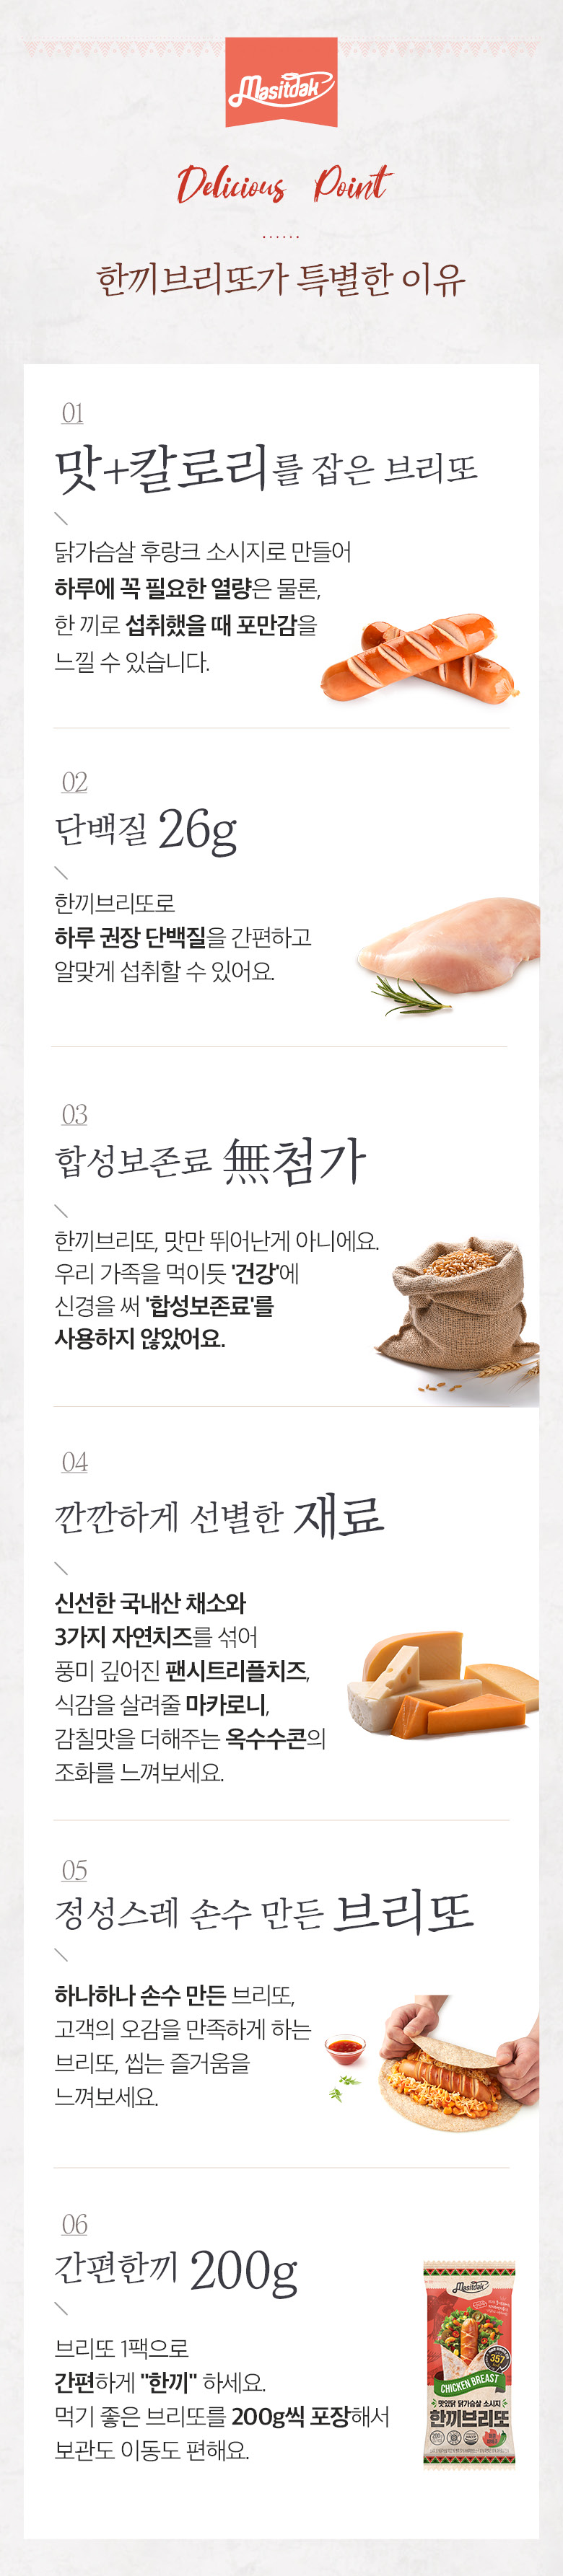 Masitdak
Delicious Point
한끼브리또가 특별한 이유
01
맛+칼로리를 잡은 브리또
닭가슴살 후랑크 소시지로 만들어
하루에 꼭 필요한 열량은 물론,
한 끼로 섭취했을 때 포만감을
느낄 수 있습니다.
02
단백질 26g
한끼브리또로
하루 권장 단백질을 간편하고
알맞게 섭취할 수 있어요.
03
합성보존료 無첨가
한끼브리또, 맛만 뛰어난게 아니에요.
우리 가족을 먹이듯 '건강'에
신경을 써 '합성보존료'를
사용하지 않았어요.
04
깐깐하게 선별한 재료
신선한 국내산 채소와
3가지 자연치즈를 섞어
풍미 깊어진 팬시트리플치즈,
식감을 살려줄 마카로니,
감칠맛을 더해주는 옥수수콘의
조화를 느껴보세요.
05
정성스레 손수 만든 브리또
하나하나 손수 만든 브리또,
고객의 오감을 만족하게 하는
브리또, 씹는 즐거움을
느껴보세요.
06
간편한끼 200g
브리또 1팩으로
간편하게 "한끼" 하세요.
먹기 좋은 브리또를 200g씩 포장해서
보관도 이동도 편해요.
Masitdak
357
CHICKEN BREAST
맛있닭 닭가슴살 소시지
한끼브리또